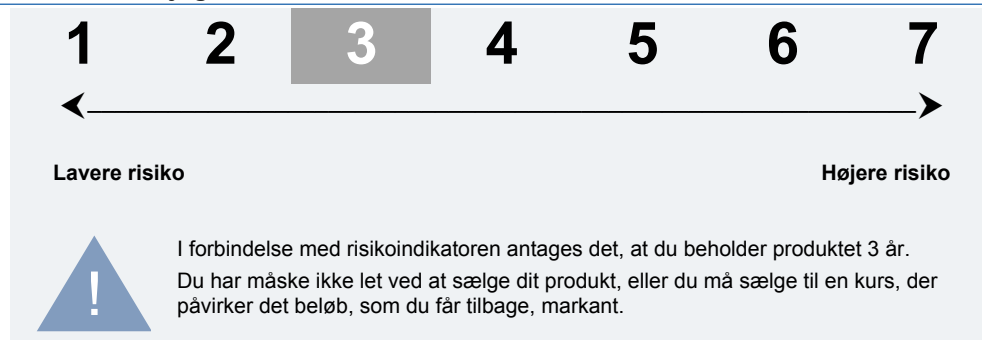 1 2 3 4 5 6 7
Lavere risiko Højere risiko
! I forbindelse med risikoindikatoren antages det, at du beholder produktet 3 år.
Du har måske ikke let ved at sælge dit produkt, eller du må sælge til en kurs, der
påvirker det beløb, som du får tilbage, markant.